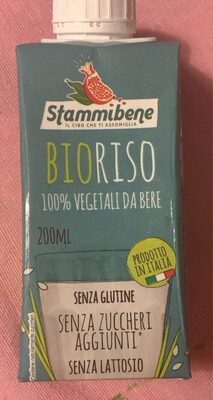 Stammibene
IL CIBO CHE TI ASSOMIGLIA
BIORISO
100% VEGETALI DA BERE
200ML
PRODOTTO
IN ITALIA
SENZA GLUTINE
SENZA ZUCCHERI
AGGIUNTI*
SENZA LATTOSIO